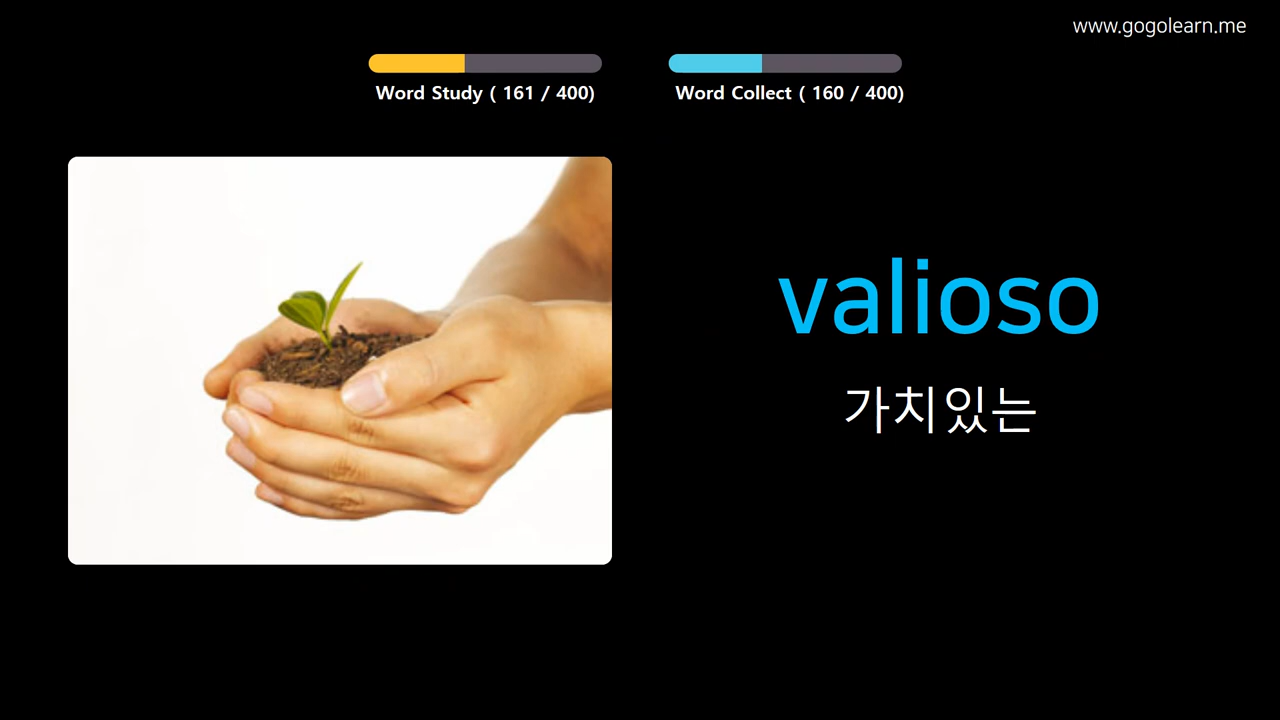 www.gogolearn.me
Word Study ( 161 / 400)
Word Collect ( 160 / 400)
valioso
가치있는